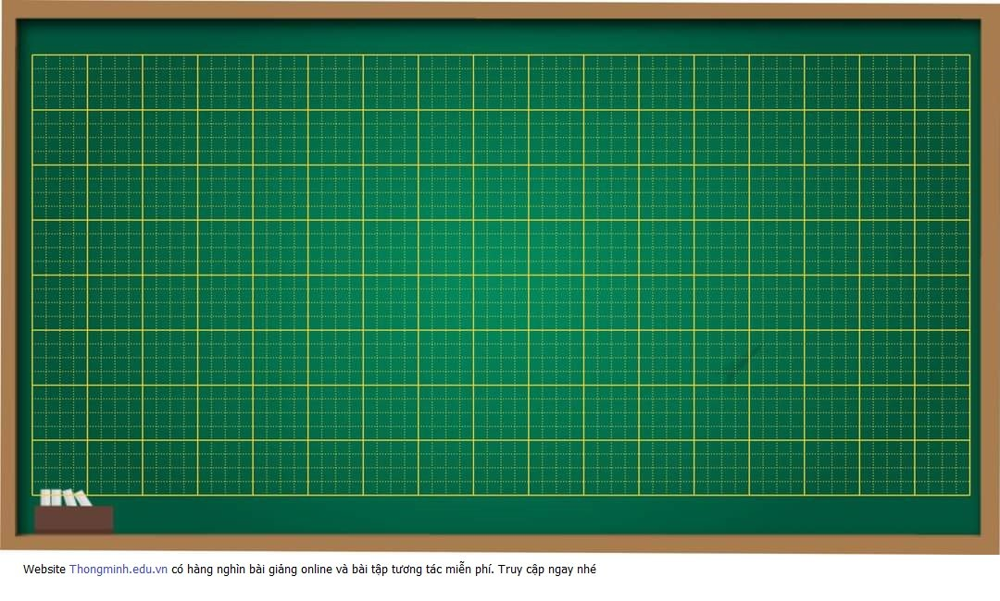 Website Thongminh.edu.vn có hàng nghìn bài giảng online và bài tập tương tác miễn phí. Truy cập ngay nhé